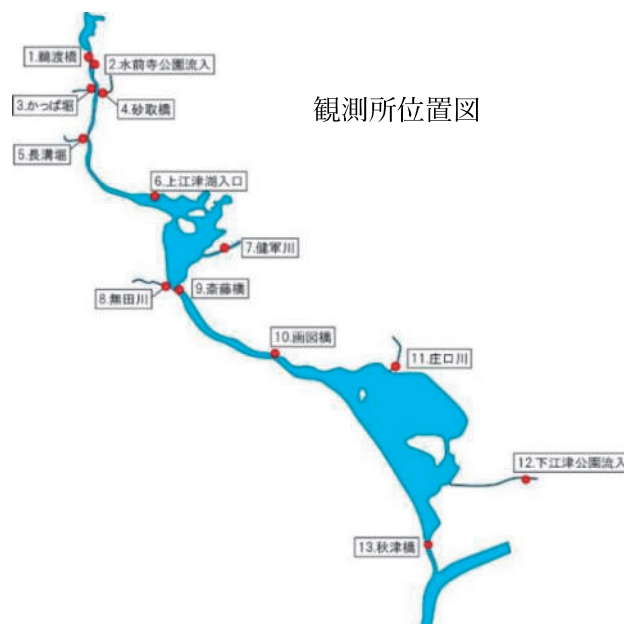 1.鶴渡橋
2.水前寺公園流入
3.かっぱ堀
4.砂取橋
観測所位置図
5.長溝堀
6.上江津湖入口
7.健軍川
8.無田川
9.斎藤橋
10.画図橋
11.庄口川
12.下江津公園流入
13.秋津橋